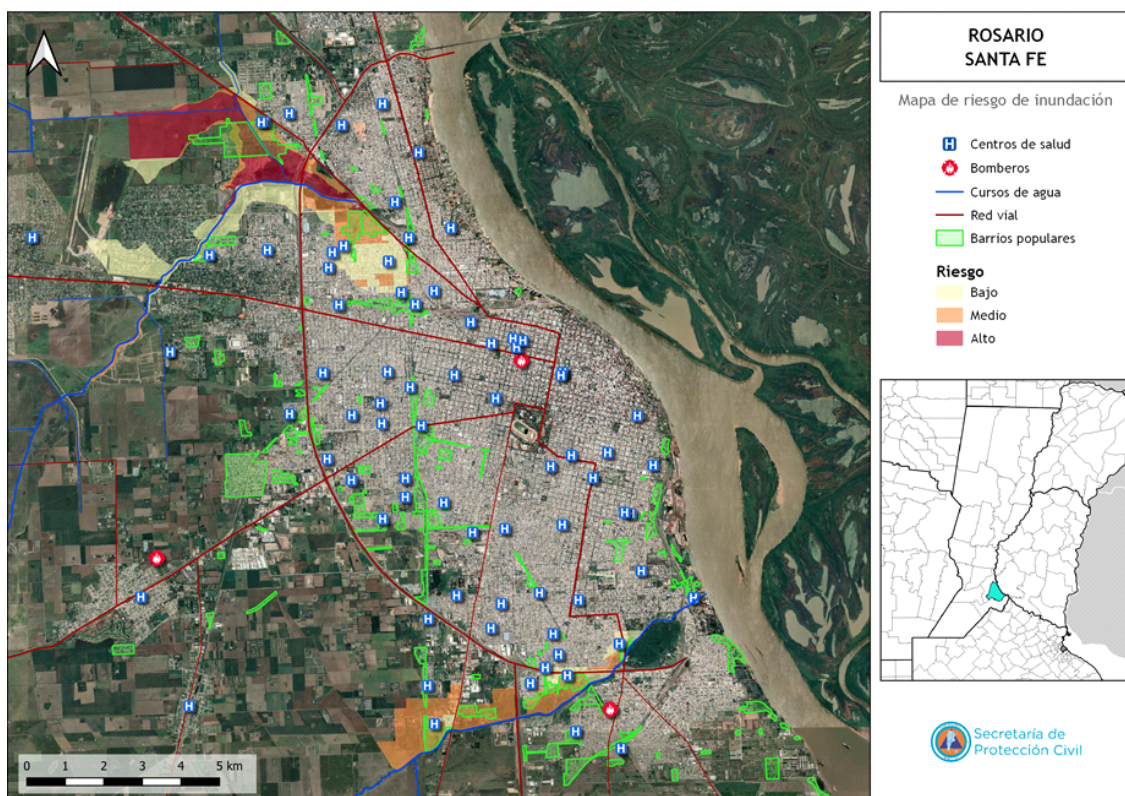 ROSARIO
SANTA FE
Mapa de riesgo de inundación
H Centros de salud
Bomberos
Cursos de agua
Red vial
Barrios populares
Riesgo
Bajo
Medio
Alto
0 1 2 3 4 5 km
Secretaría de
Protección Civil